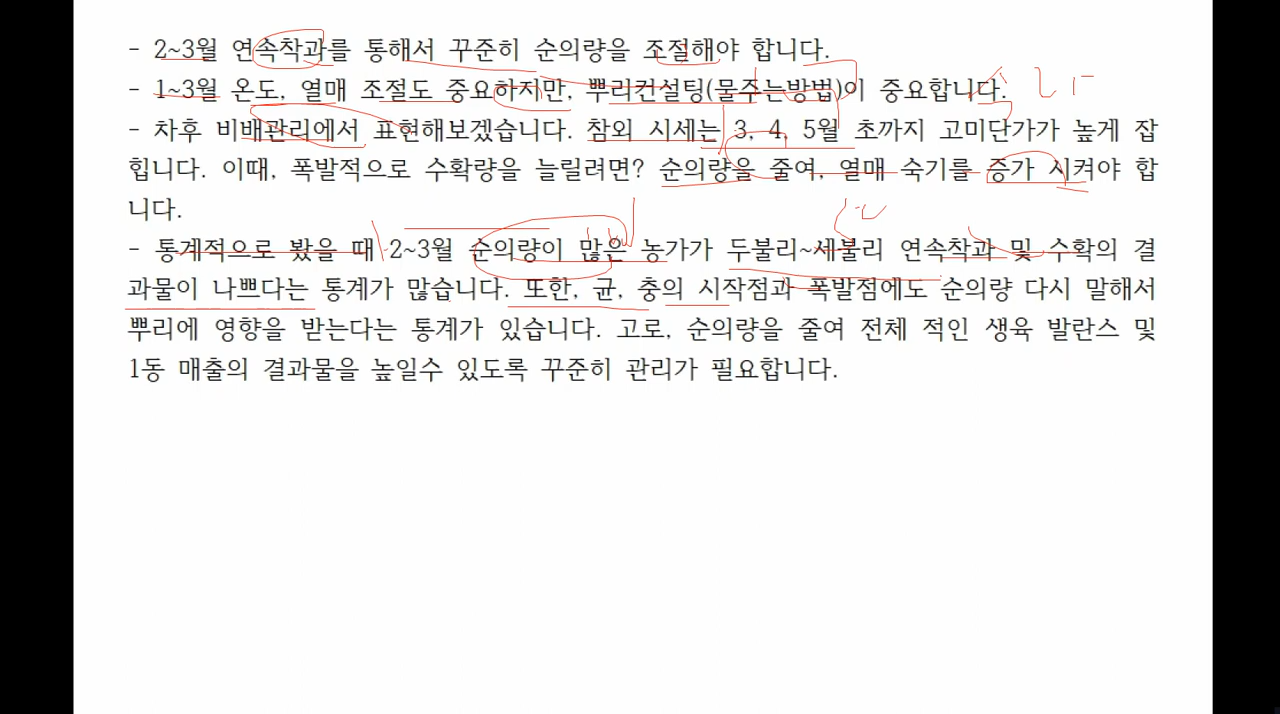 - 2~3월 연속착과를 통해서 꾸준히 순의량을 조절해야 합니다.
- 1~3월 온도, 열매 조절도 중요하지만, 뿌리컨설팅(물주는방법)이 중요합니다.
- 차후 비배관리에서 표현해보겠습니다. 참외 시세는 3, 4, 5월 초까지 고미단가가 높게 잡
힙니다. 이때, 폭발적으로 수확량을 늘릴려면? 순의량을 줄여, 열매 숙기를 증가 시켜야 합
니다.
- 통계적으로 봤을 때 2~3월 순의량이 많은 농가가 두불리~세불리 연속착과 및 수확의 결
과물이 나쁘다는 통계가 많습니다. 또한, 균, 충의 시작점과 폭발점에도 순의량 다시 말해서
뿌리에 영향을 받는다는 통계가 있습니다. 고로, 순의량을 줄여 전체 적인 생육 발란스 및
1동 매출의 결과물을 높일수 있도록 꾸준히 관리가 필요합니다.